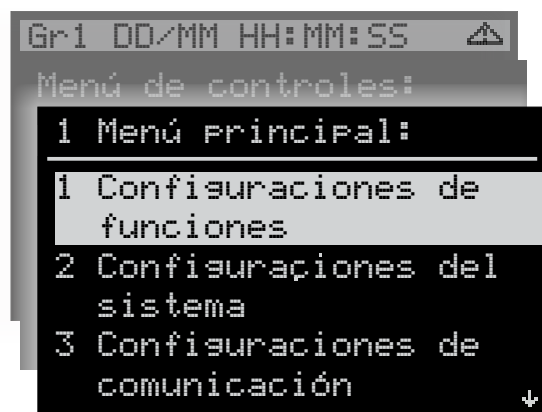 Gr1 DD/MM HH:MM:SS
Menú de controles:
1 Menú principal:
1 Configuraciones de
funciones
2 Configuraciones del
sistema
3 Configuraciones de
comunicación